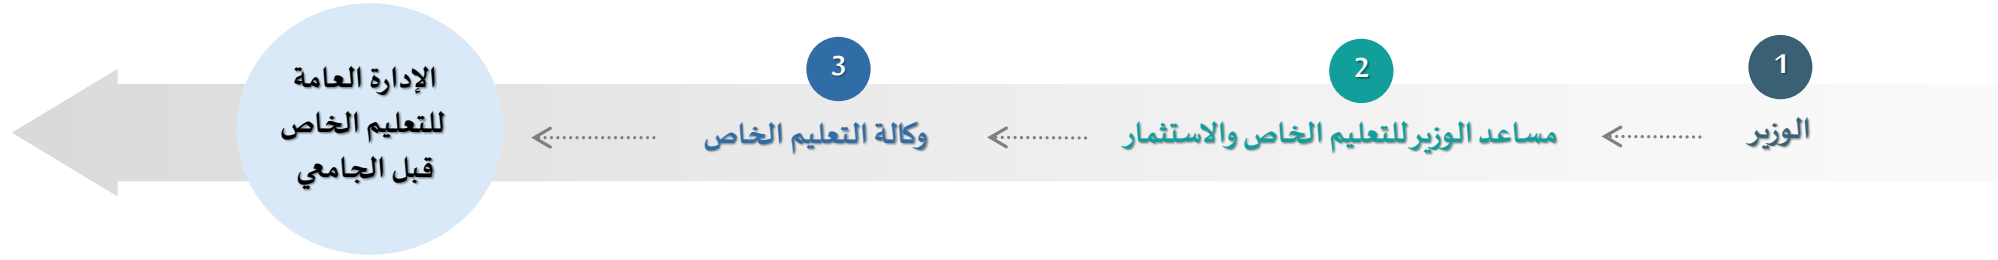 1
الوزير
2
مساعد الوزير للتعليم الخاص والاستثمار
3
وكالة التعليم الخاص
الإدارة العامة
للتعليم الخاص
قبل الجامعي